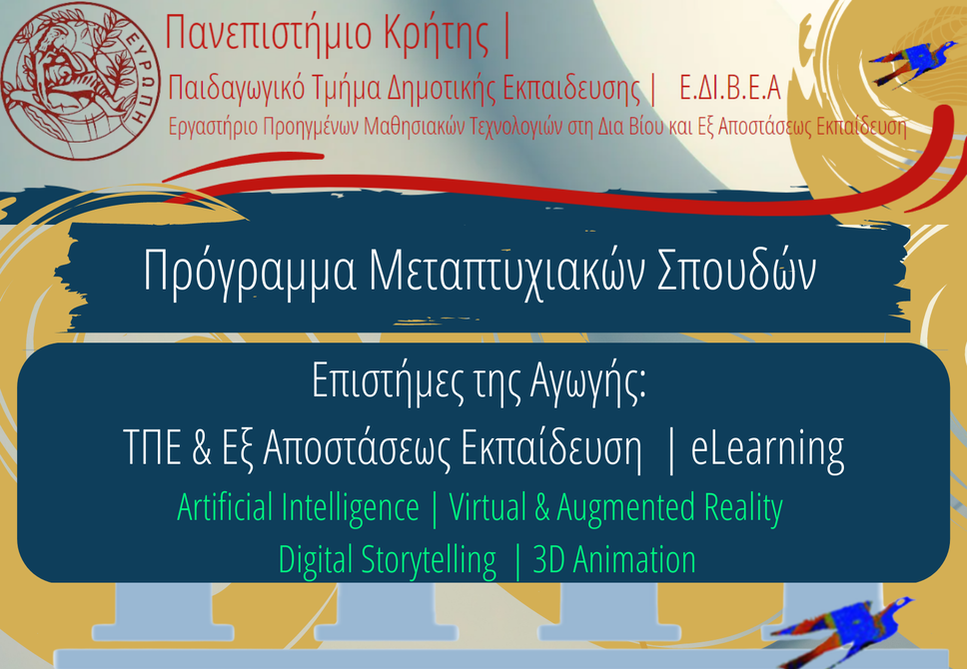 ΕΥΡΩΠΗ
Πανεπιστήμιο Κρήτης |
Παιδαγωγικό Τμήμα Δημοτικής Εκπαιδευσης | Ε.ΔΙ.Β.Ε.Α
Εργαστήριο Προηγμένων Μαθησιακών Τεχνολογιών στη Δια Βίου και Εξ Αποστάσεως Εκπαίδευση
Πρόγραμμα Μεταπτυχιακών Σπουδών
Επιστήμες της Αγωγής:
ΤΠΕ & Εξ Αποστάσεως Εκπαίδευση | eLearning
Artificial Intelligence | Virtual & Augmented Reality
Digital Storytelling | 3D Animation